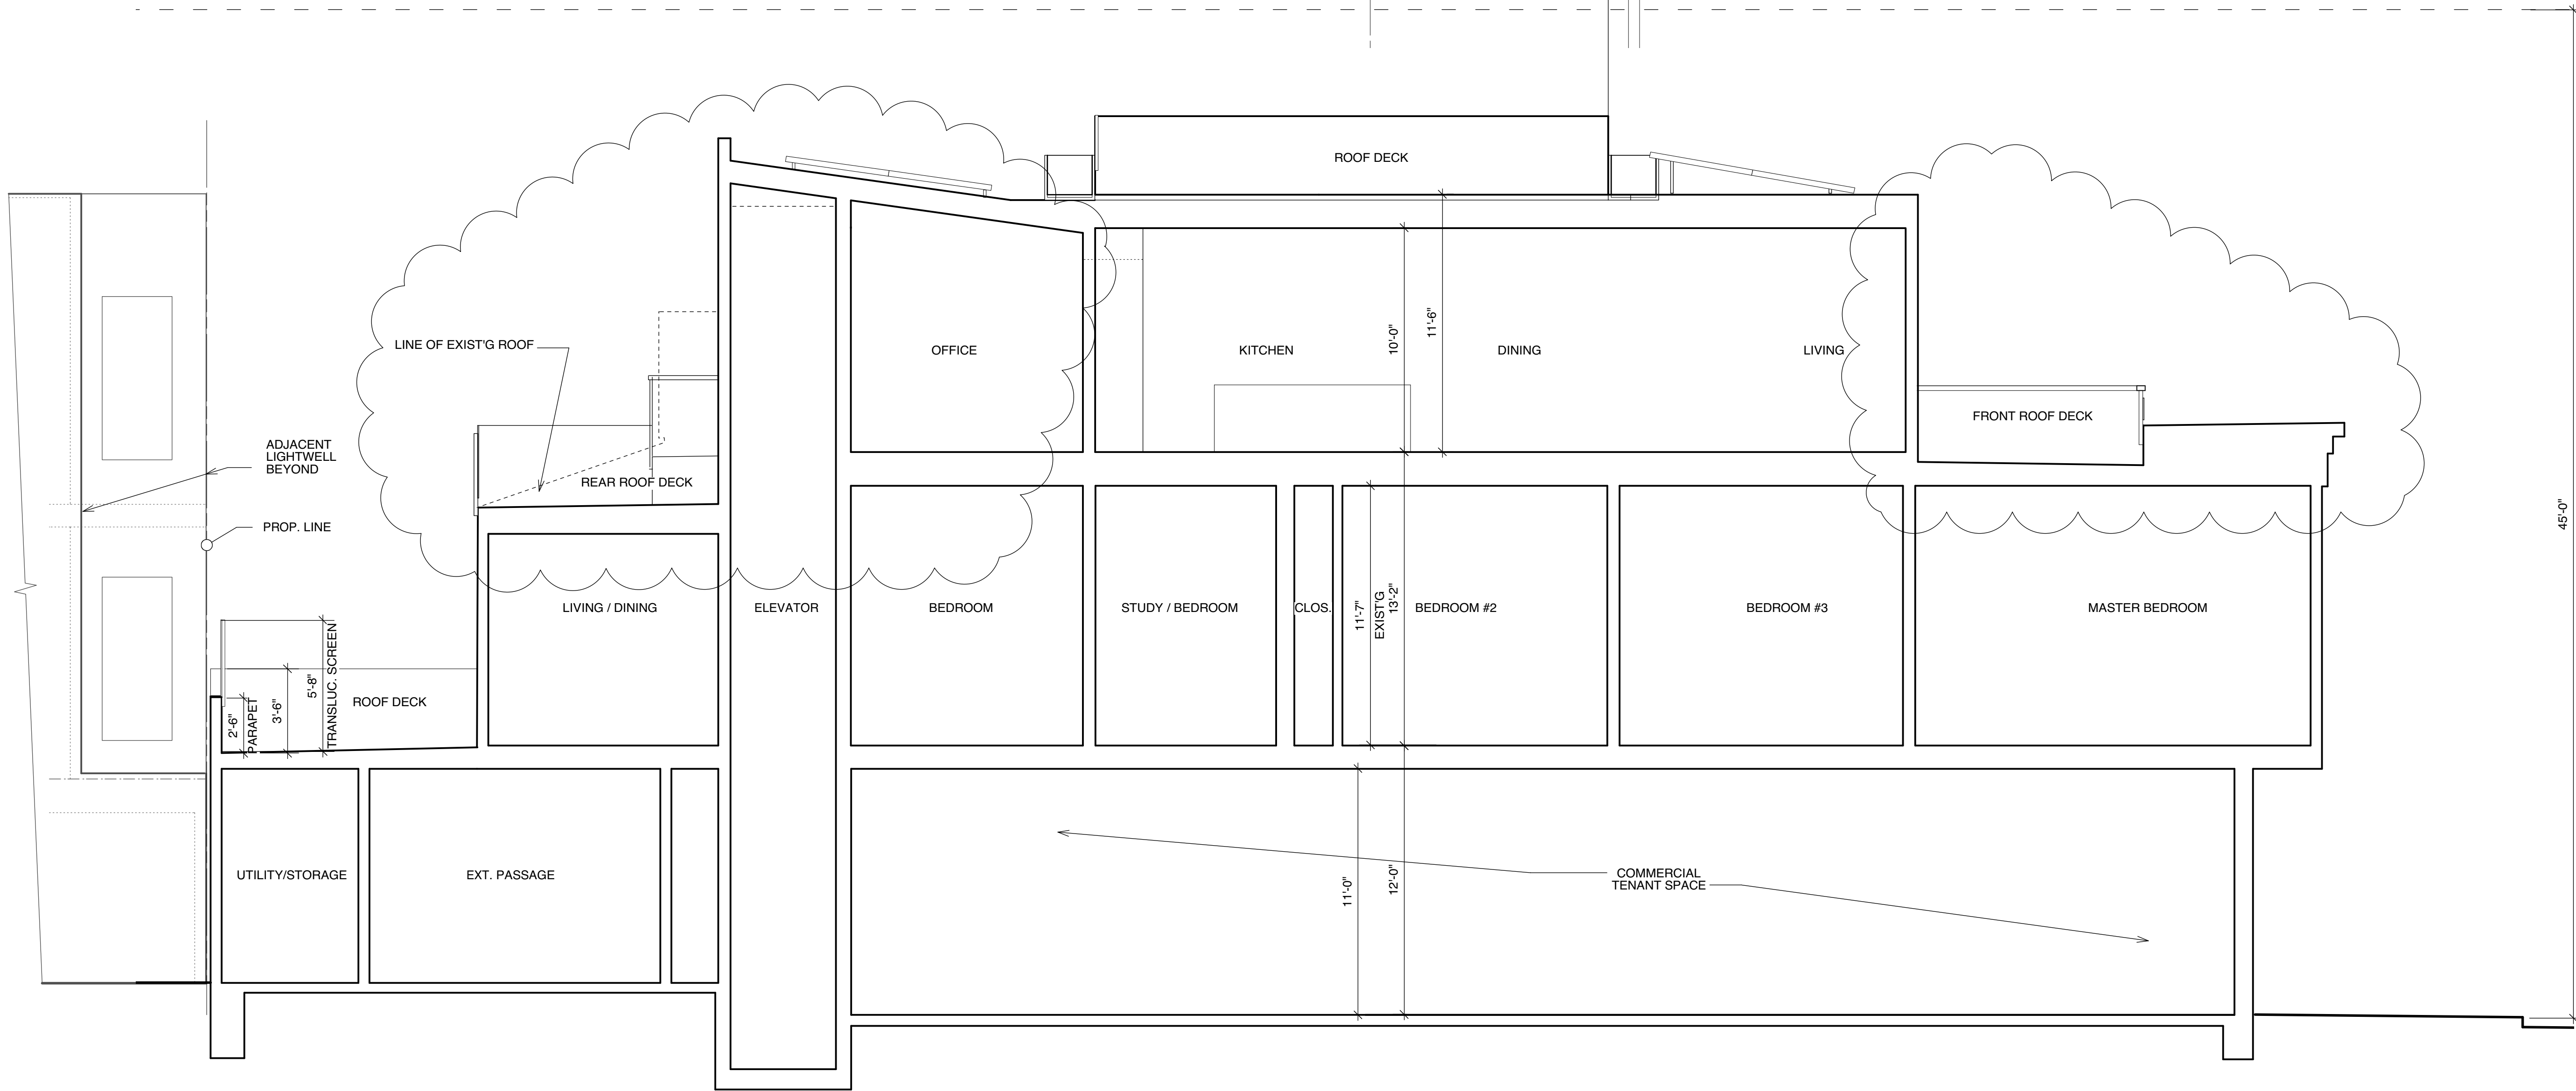 ROOF DECK
LINE OF EXIST'G ROOF
OFFICE
KITCHEN
10'-0"
11'-6"
DINING
LIVING
FRONT ROOF DECK
ADJACENT
LIGHTWELL
BEYOND
REAR ROOF DECK
PROP. LINE
45'-0"
LIVING / DINING
ELEVATOR
BEDROOM
STUDY / BEDROOM
CLOS.
11'-7"
EXIST'G
13'-2"
BEDROOM #2
BEDROOM #3
MASTER BEDROOM
2'-6"
PARAPET
3'-6"
5'-8"
TRANSLUC. SCREEN
ROOF DECK
UTILITY/STORAGE
EXT. PASSAGE
11'-0"
12'-0"
COMMERCIAL
TENANT SPACE